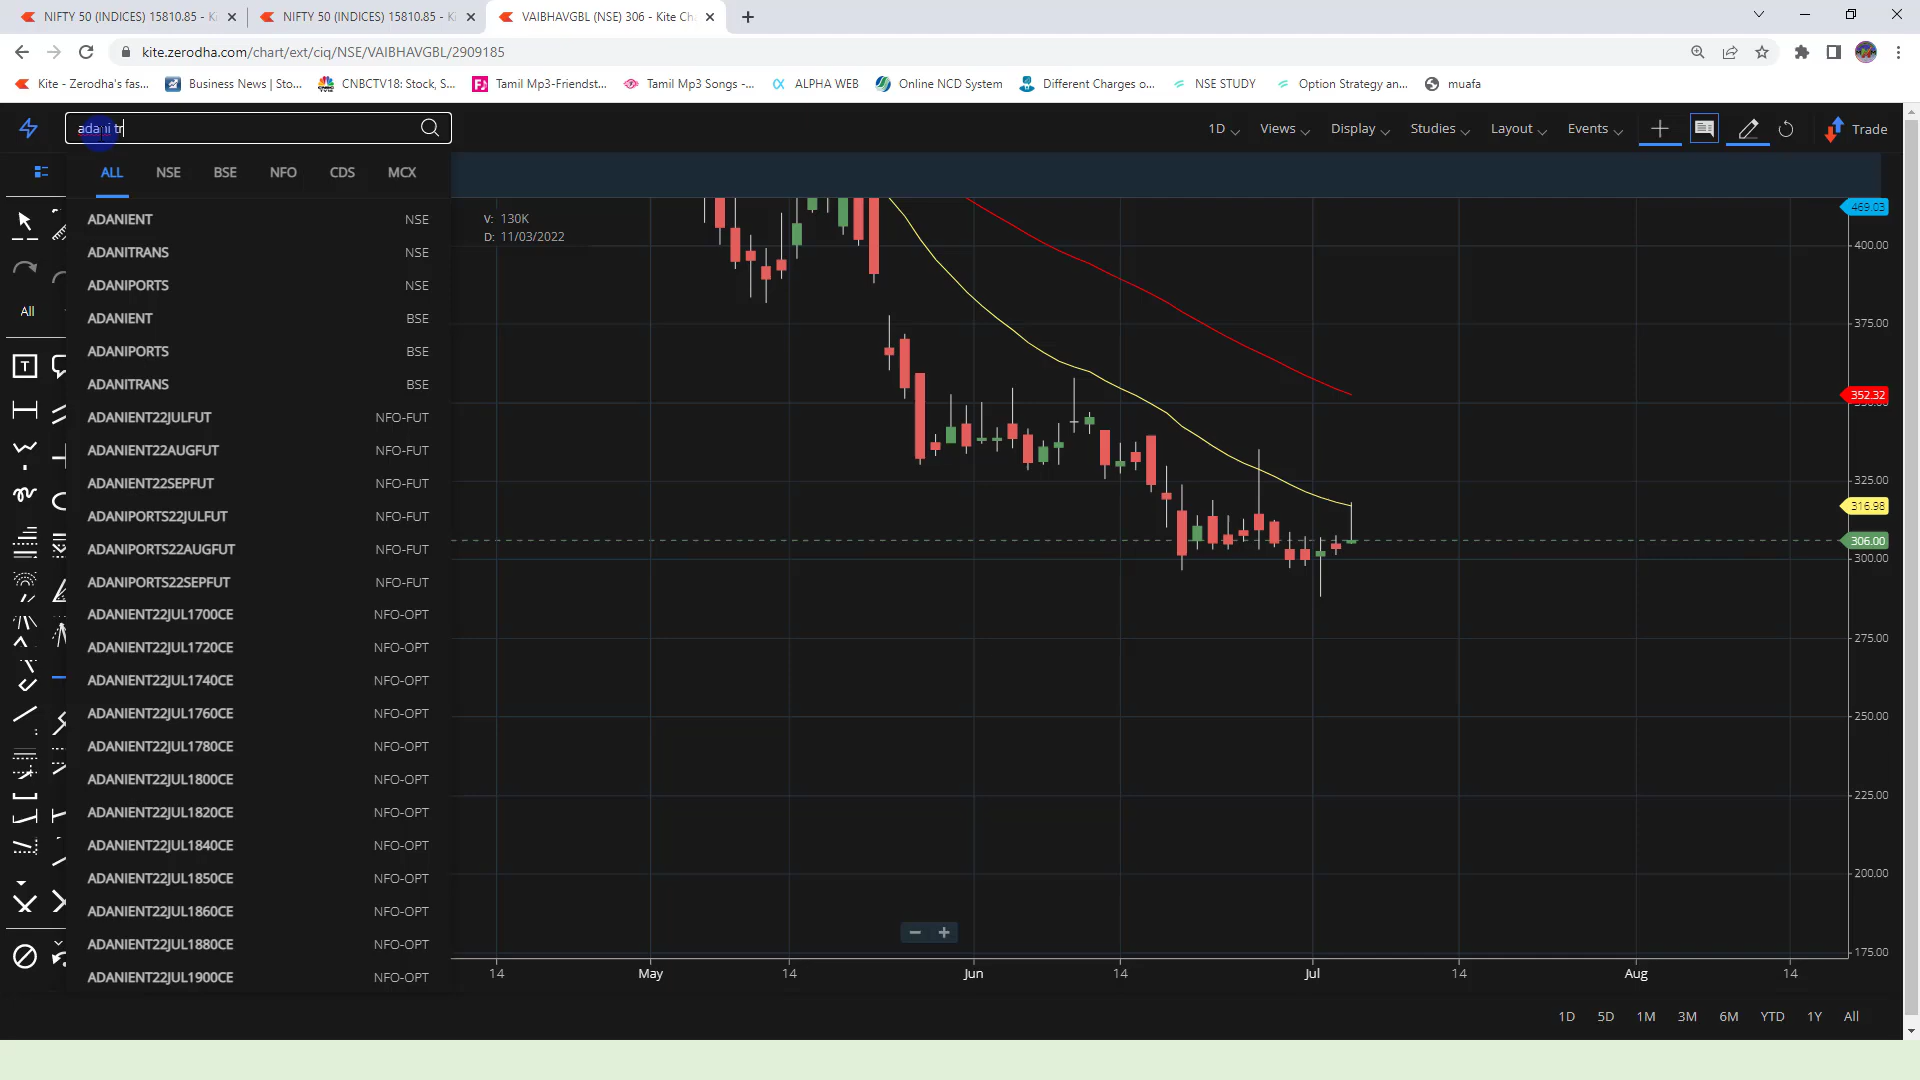 NIFTY 50 (INDICES) 15810.85 - Ki
NIFTY 50 (INDICES) 15810.85 - Ki
VAIBHAVGBL (NSE) 306 - Kite Cha
kite.zerodha.com/chart/ext/ciq/NSE/VAIBHAVGBL/2909185
Kite - Zerodha's fas...
Business News | Sto...
CNBCTV18: Stock, S...
Tamil Mp3-Friendst...
Tamil Mp3 Songs -...
ALPHA WEB
Online NCD System
Different Charges o...
NSE STUDY
Option Strategy an...
muafa
adani tr
1D
Views
Display
Studies
Layout
Events
Trade
ALL
NSE
BSE
NFO
CDS
MCX
ADANIENT NSE
ADANITRANS NSE
ADANIPORTS NSE
ADANIENT BSE
ADANIPORTS BSE
ADANITRANS BSE
ADANIENT22JULFUT NFO-FUT
ADANIENT22AUGFUT NFO-FUT
ADANIENT22SEPFUT NFO-FUT
ADANIPORTS22JULFUT NFO-FUT
ADANIPORTS22AUGFUT NFO-FUT
ADANIPORTS22SEPFUT NFO-FUT
ADANIENT22JUL1700CE NFO-OPT
ADANIENT22JUL1720CE NFO-OPT
ADANIENT22JUL1740CE NFO-OPT
ADANIENT22JUL1760CE NFO-OPT
ADANIENT22JUL1780CE NFO-OPT
ADANIENT22JUL1800CE NFO-OPT
ADANIENT22JUL1820CE NFO-OPT
ADANIENT22JUL1840CE NFO-OPT
ADANIENT22JUL1850CE NFO-OPT
ADANIENT22JUL1860CE NFO-OPT
ADANIENT22JUL1880CE NFO-OPT
ADANIENT22JUL1900CE NFO-OPT
All
T
V: 130K
D: 11/03/2022
469.03
400.00
375.00
352.32
325.00
316.98
306.00
300.00
275.00
250.00
225.00
200.00
175.00
14
May
14
Jun
14
Jul
14
Aug
14
1D
5D
1M
3M
6M
YTD
1Y
All